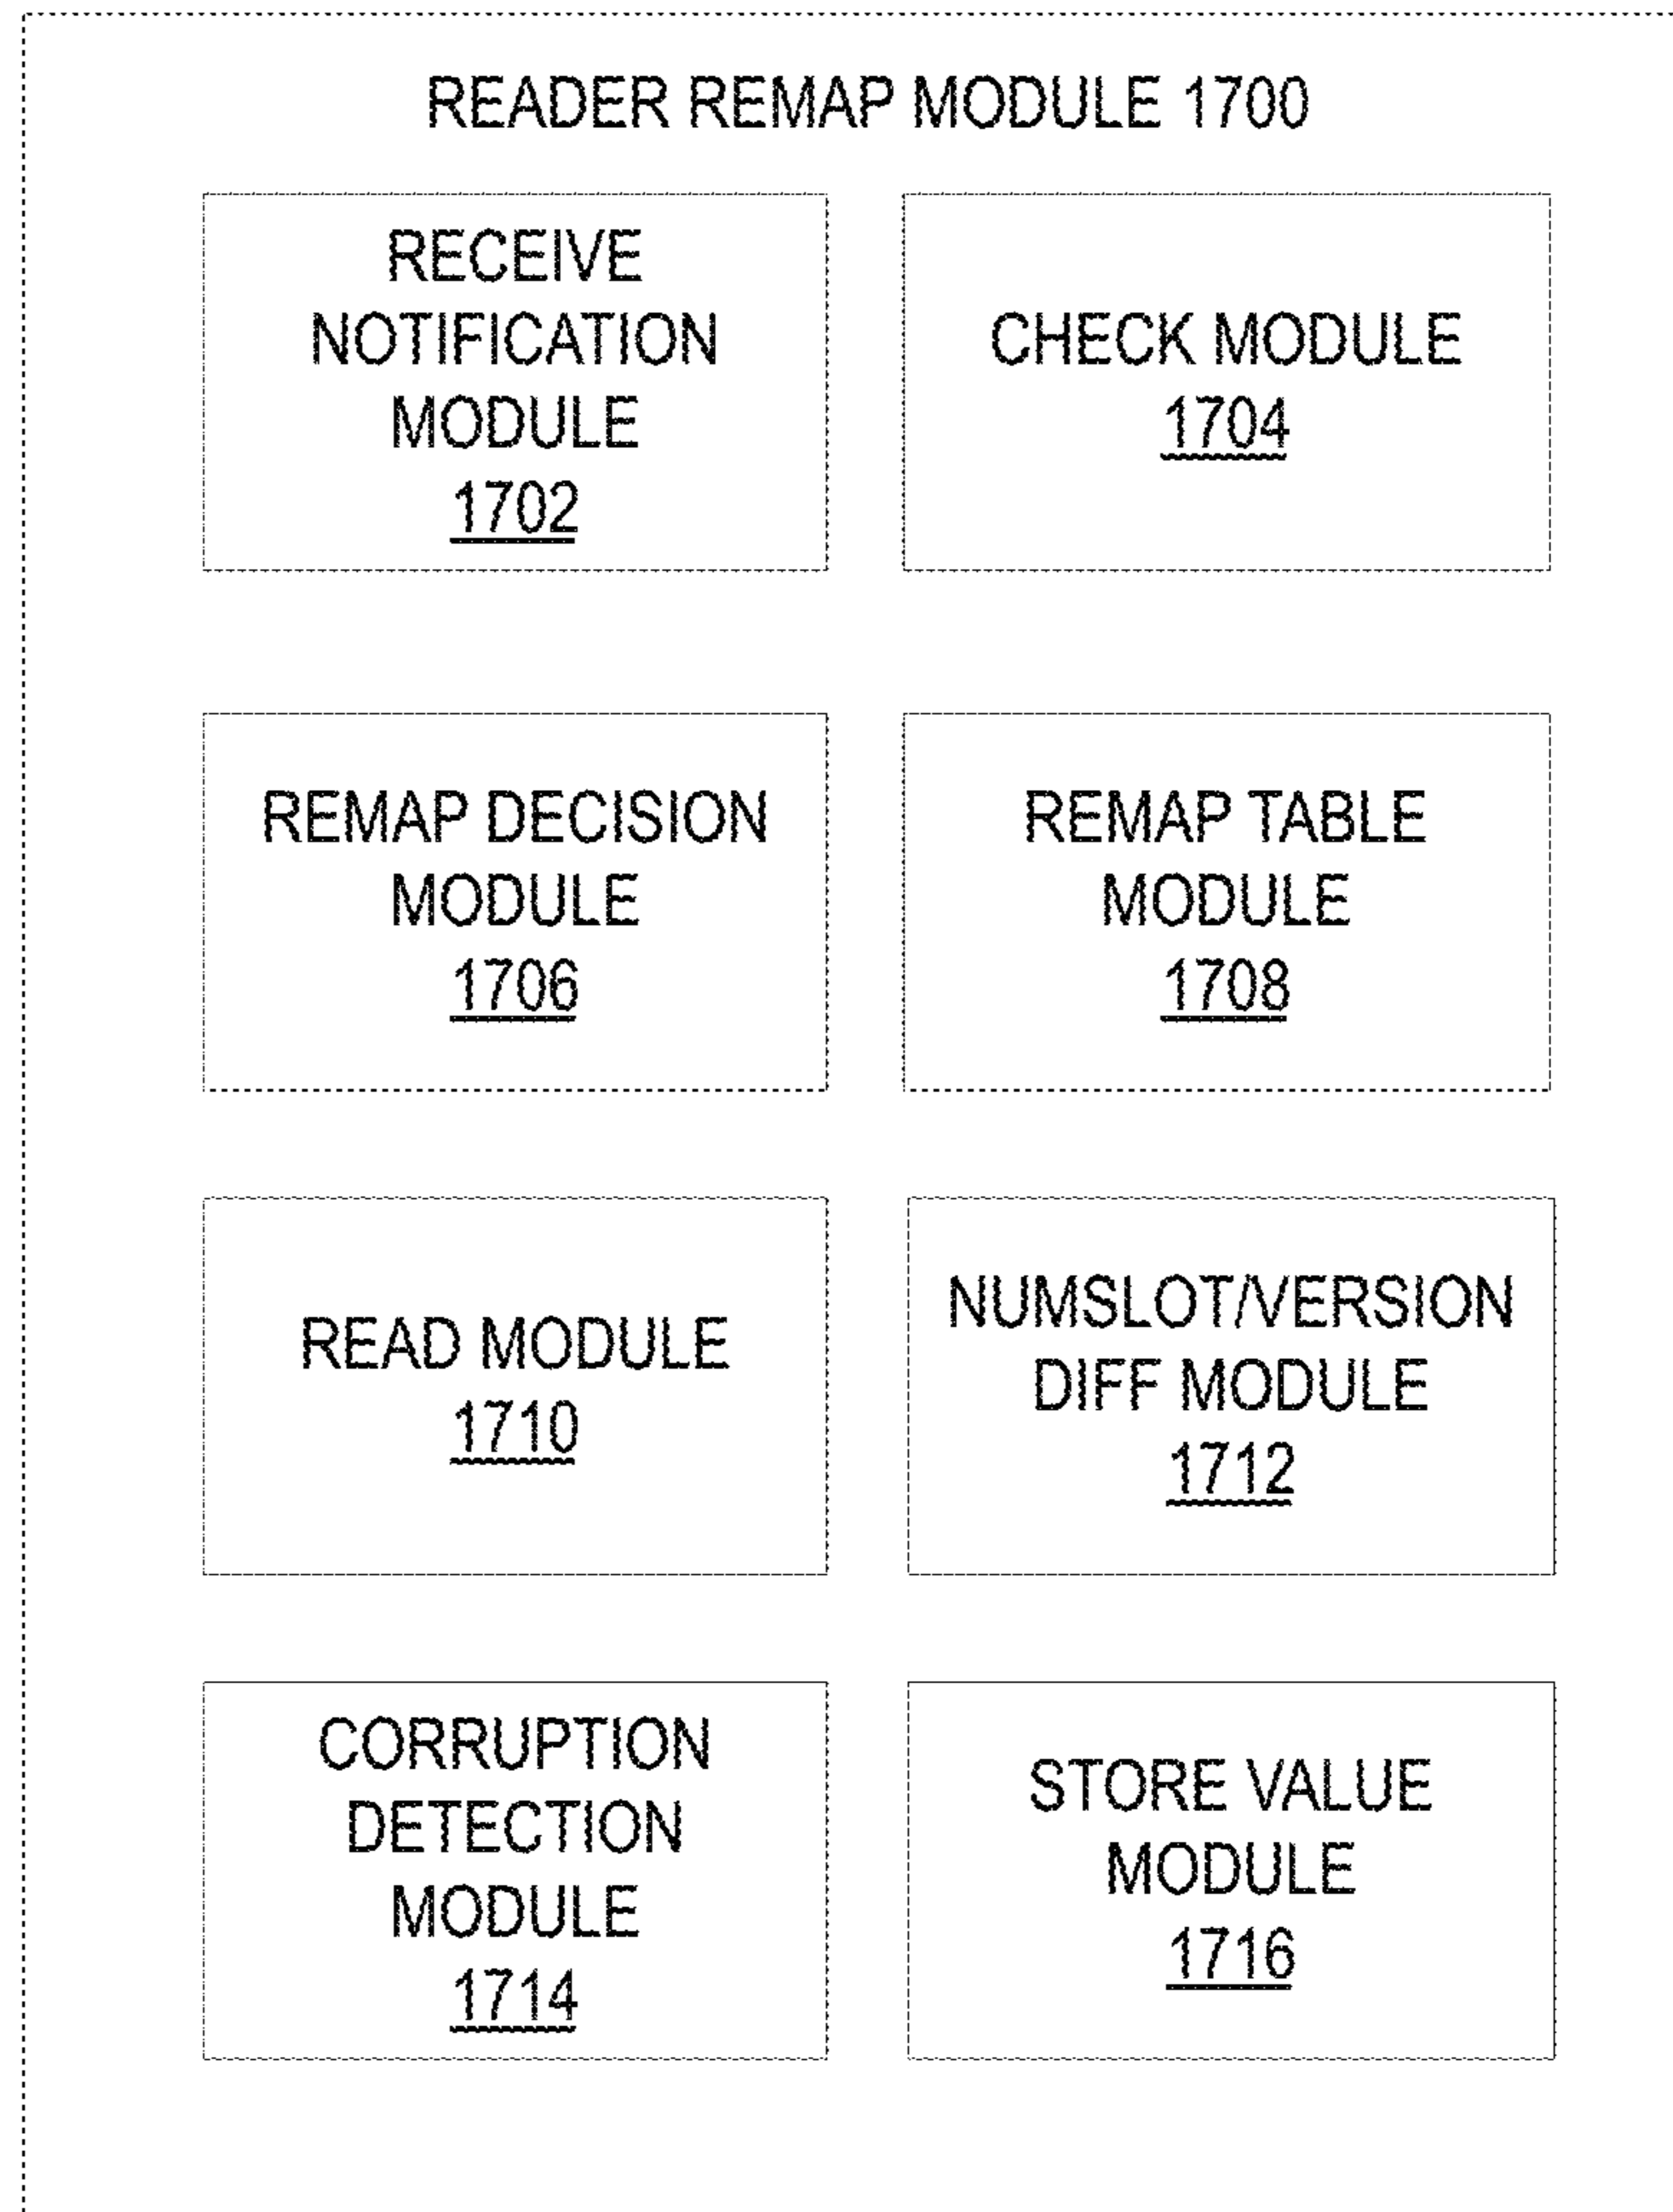 READER REMAP MODULE 1700
RECEIVE
NOTIFICATION
MODULE
1702
CHECK MODULE
1704
REMAP DECISION
MODULE
1706
REMAP TABLE
MODULE
1708
READ MODULE
1710
NUMSLOT/VERSION
DIFF MODULE
1712
CORRUPTION
DETECTION
MODULE
1714
STORE VALUE
MODULE
1716